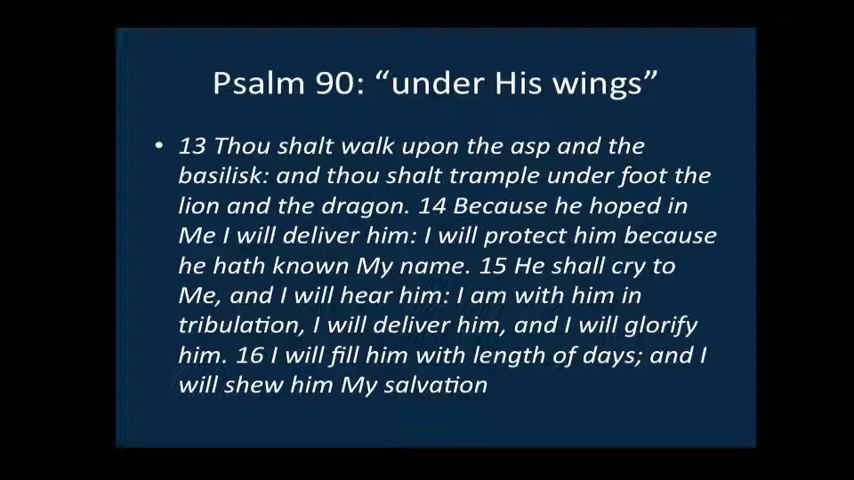 Psalm 90: “under His wings”
• 13 Thou shalt walk upon the asp and the
basilisk: and thou shalt trample under foot the
lion and the dragon. 14 Because he hoped in
Me I will deliver him: I will protect him because
he hath known My name. 15 He shall cry to
Me, and I will hear him: I am with him in
tribulation, I will deliver him, and I will glorify
him. 16 I will fill him with length of days; and I
will shew him My salvation